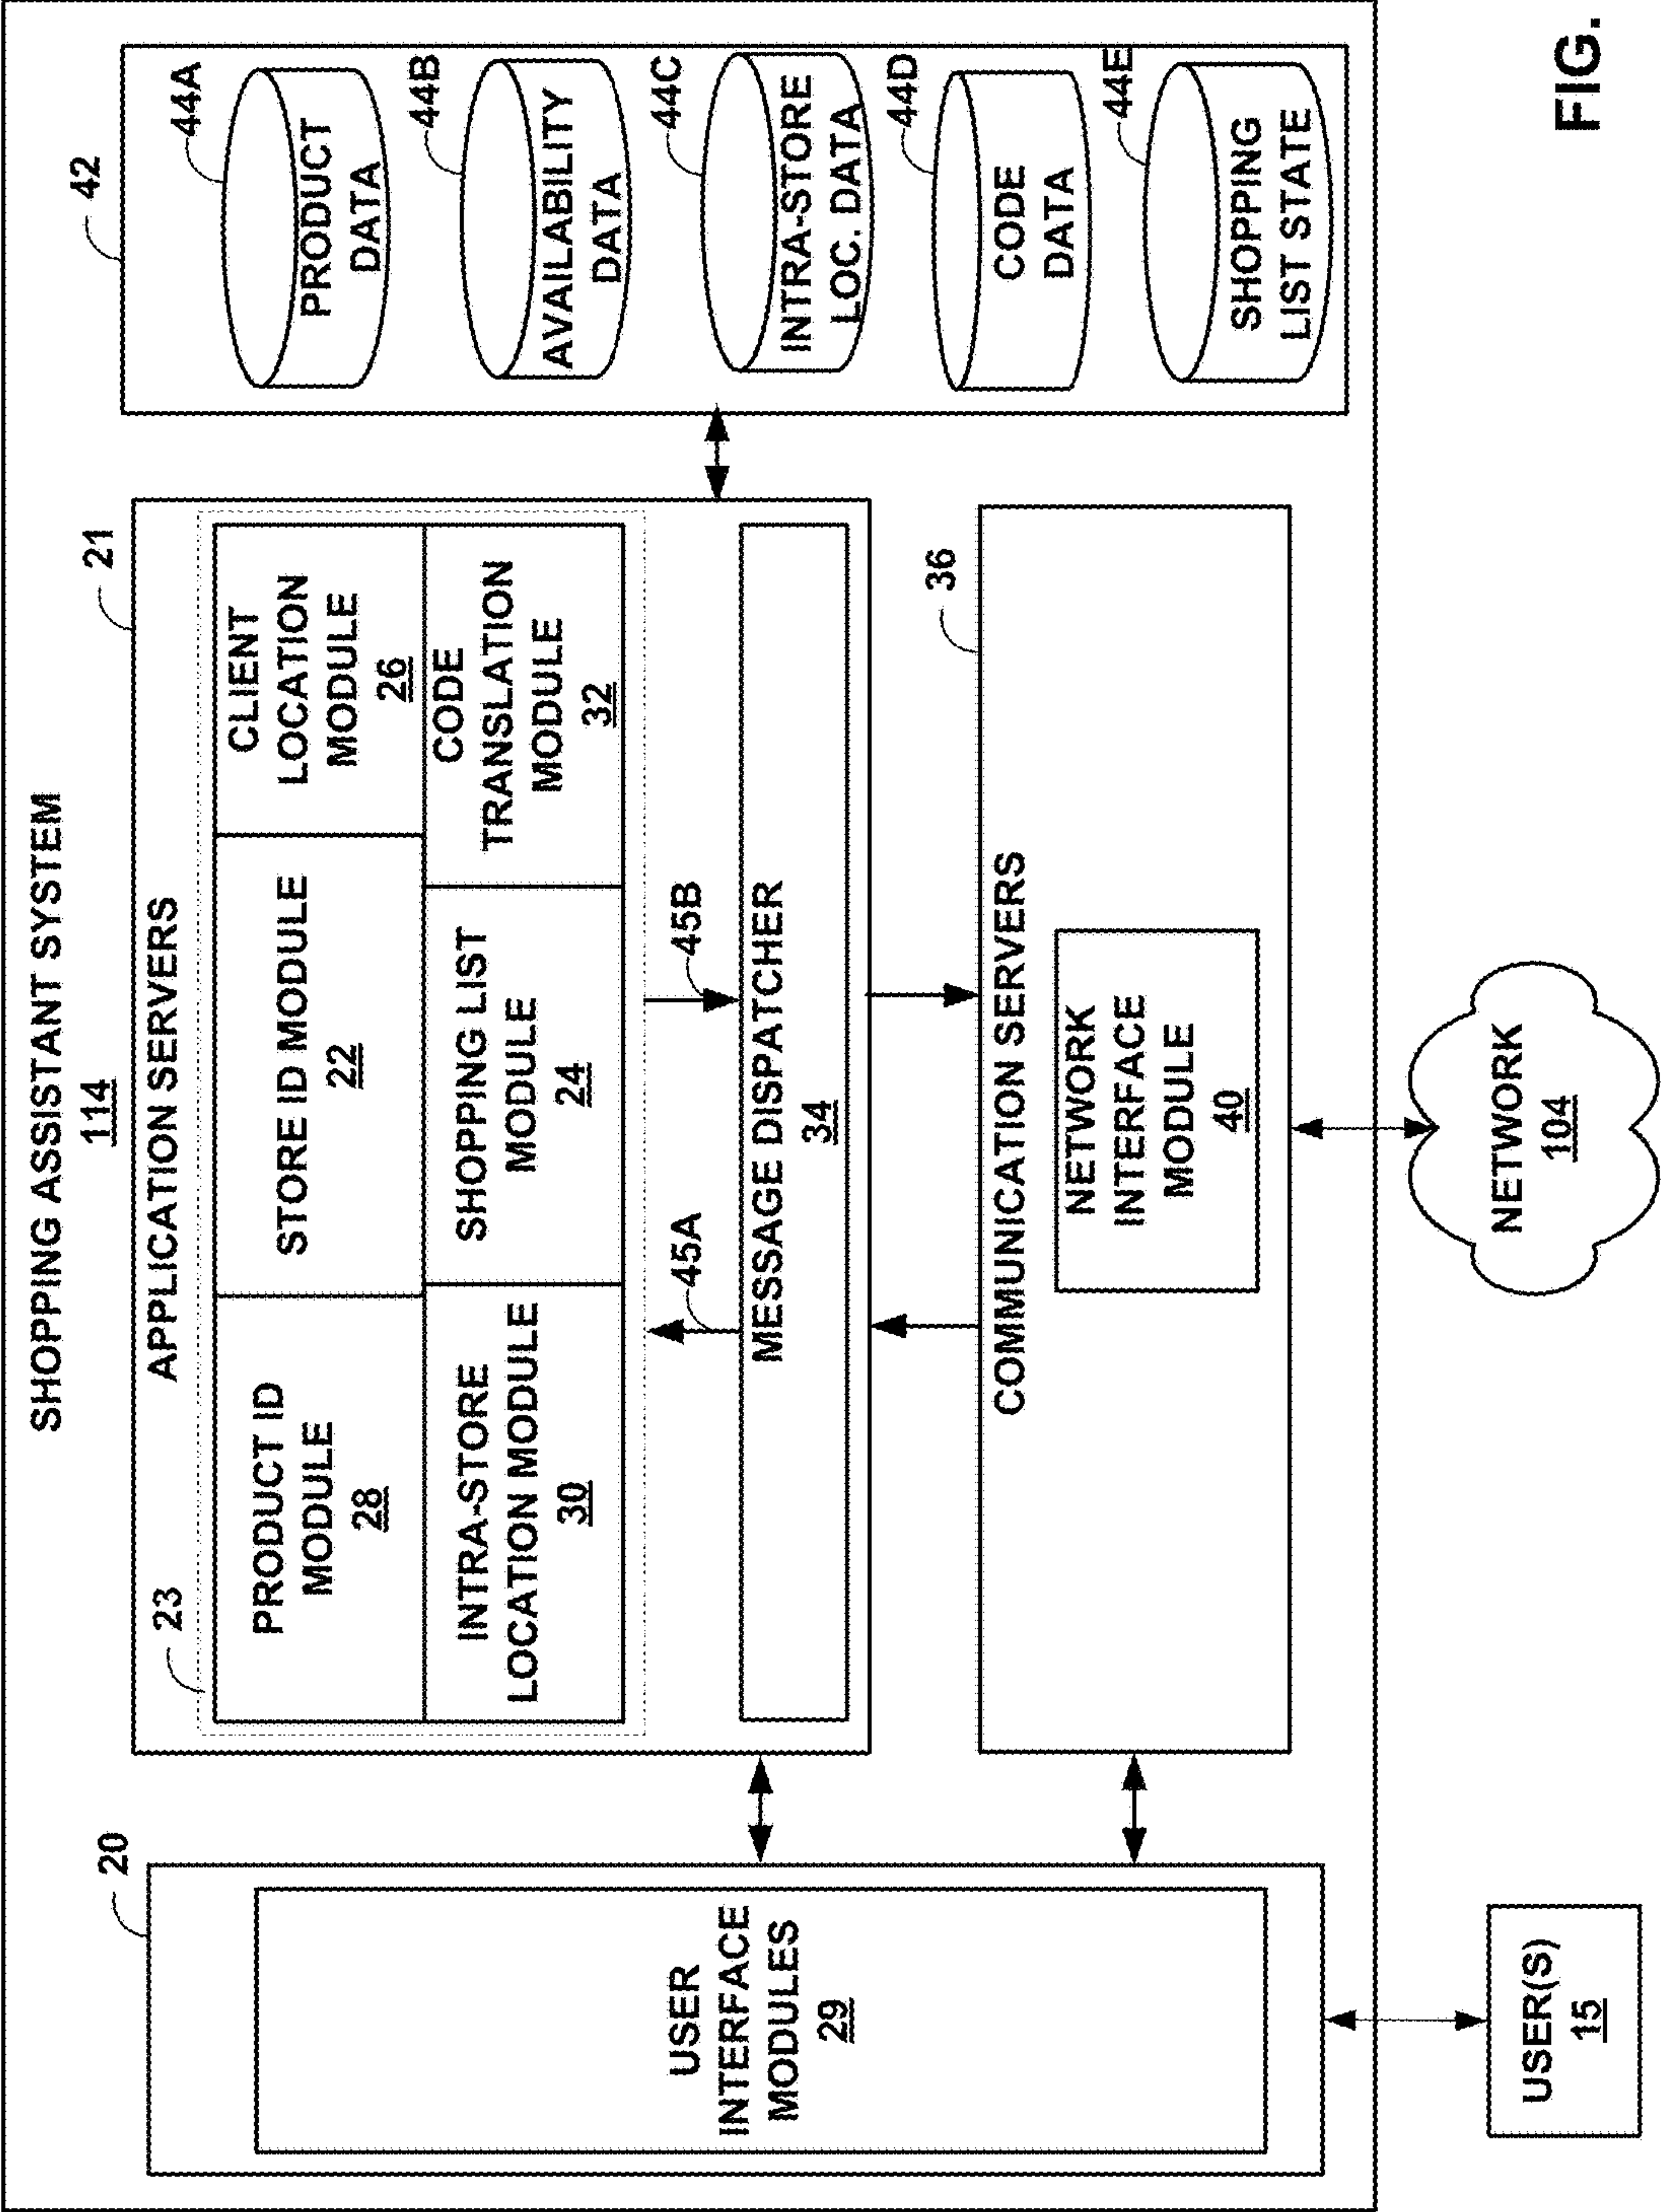 SHOPPING ASSISTANT SYSTEM
114
20
USER
INTERFACE
MODULES
29
21
APPLICATION SERVERS
23
PRODUCT ID
MODULE
28
STORE ID MODULE
22
CLIENT
LOCATION
MODULE
26
INTRA-STORE
LOCATION MODULE
30
SHOPPING LIST
MODULE
24
CODE
TRANSLATION
MODULE
32
45A
45B
MESSAGE DISPATCHER
34
36
COMMUNICATION SERVERS
NETWORK
INTERFACE
MODULE
40
42
44A
PRODUCT
DATA
44B
AVAILABILITY
DATA
44C
INTRA-STORE
LOC. DATA
44D
CODE
DATA
44E
SHOPPING
LIST STATE
USER(S)
15
NETWORK
104
FIG.